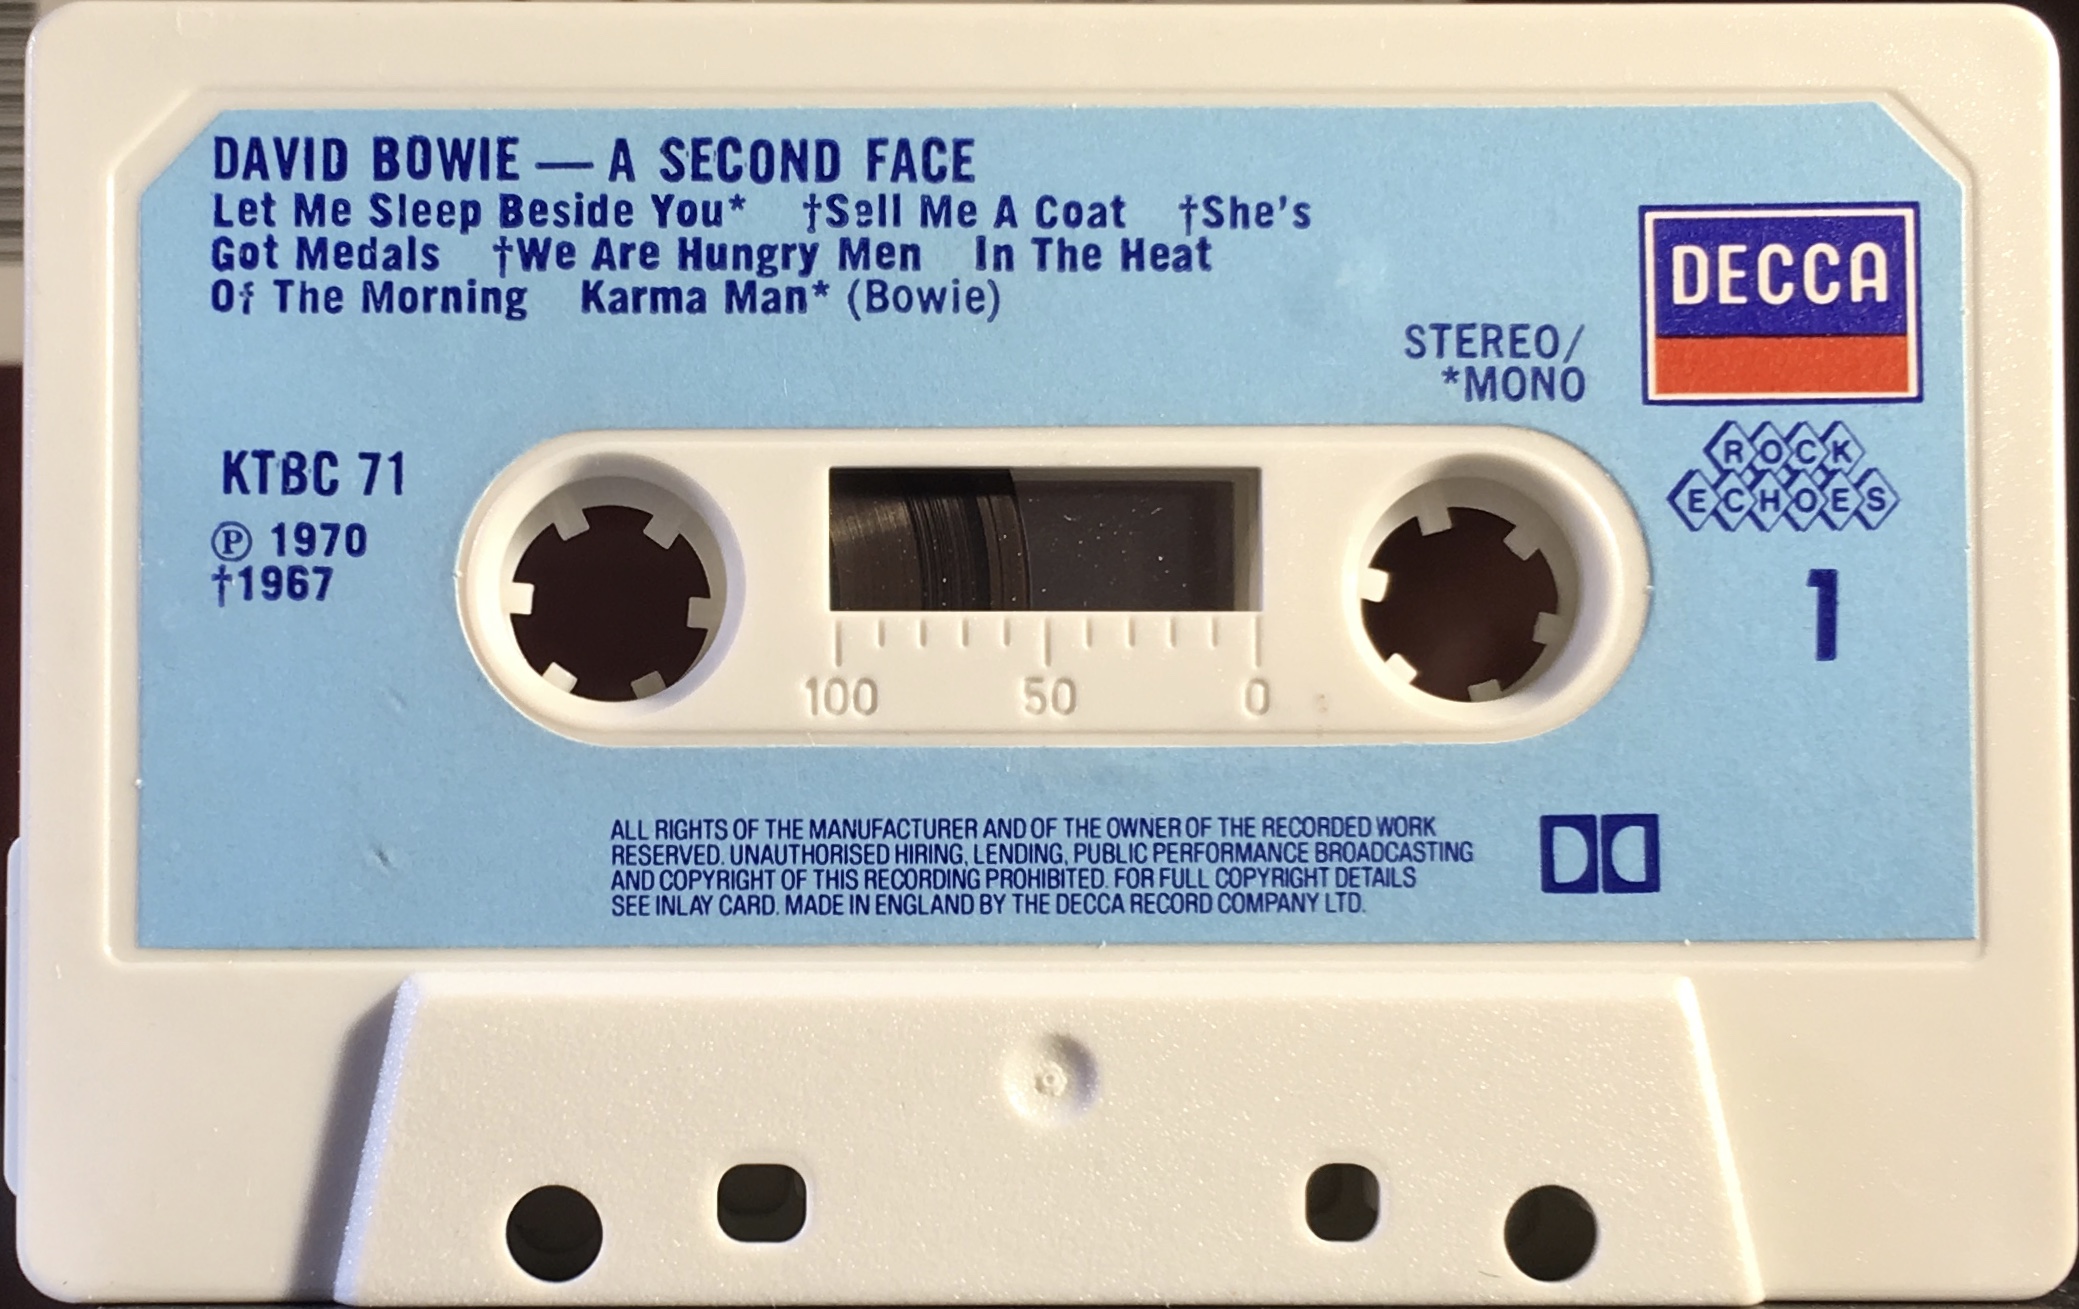 DAVID BOWIE — A SECOND FACE
Let Me Sleep Beside You* †Sell Me A Coat †She's
Got Medals †We Are Hungry Men In The Heat
Of The Morning Karma Man* (Bowie)
STEREO/
*MONO
DECCA
ROCK
ECHOES
1
KTBC 71
℗ 1970
†1967
100 50 0
ALL RIGHTS OF THE MANUFACTURER AND OF THE OWNER OF THE RECORDED WORK
RESERVED. UNAUTHORISED HIRING, LENDING, PUBLIC PERFORMANCE BROADCASTING
AND COPYRIGHT OF THIS RECORDING PROHIBITED. FOR FULL COPYRIGHT DETAILS
SEE INLAY CARD. MADE IN ENGLAND BY THE DECCA RECORD COMPANY LTD.